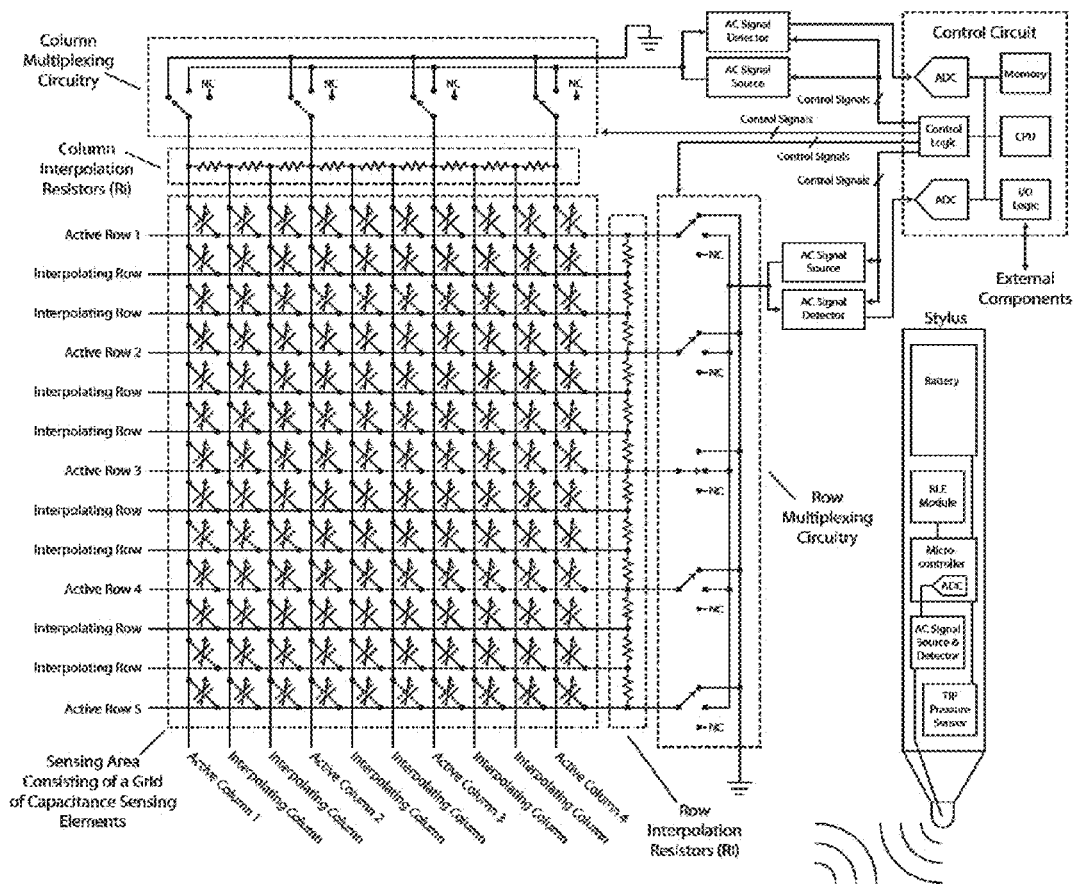 Column
Multiplexing
Circuitry
NC
NC
NC
NC
AC Signal
Detector
AC Signal
Source
Control Signals
Control Signals
Control Signals
Control Signals
Control Circuit
ADC
Memory
Control
Logic
CPU
ADC
I/O
Logic
External
Components
Column
Interpolation
Resistors (Ri)
Active Row 1
Interpolating Row
Interpolating Row
Active Row 2
Interpolating Row
Interpolating Row
Active Row 3
Interpolating Row
Interpolating Row
Active Row 4
Interpolating Row
Interpolating Row
Active Row 5
NC
NC
NC
NC
NC
AC Signal
Source
AC Signal
Detector
Row
Multiplexing
Circuitry
Stylus
Battery
BLE
Module
Micro
controller
ADC
AC Signal
Source &
Detector
TIP
Pressure
Sensor
Sensing Area
Consisting of a Grid
of Capacitance Sensing
Elements
Active Column 1
Interpolating Column
Interpolating Column
Active Column 2
Interpolating Column
Interpolating Column
Active Column 3
Interpolating Column
Interpolating Column
Active Column 4
Row
Interpolation
Resistors (Ri)